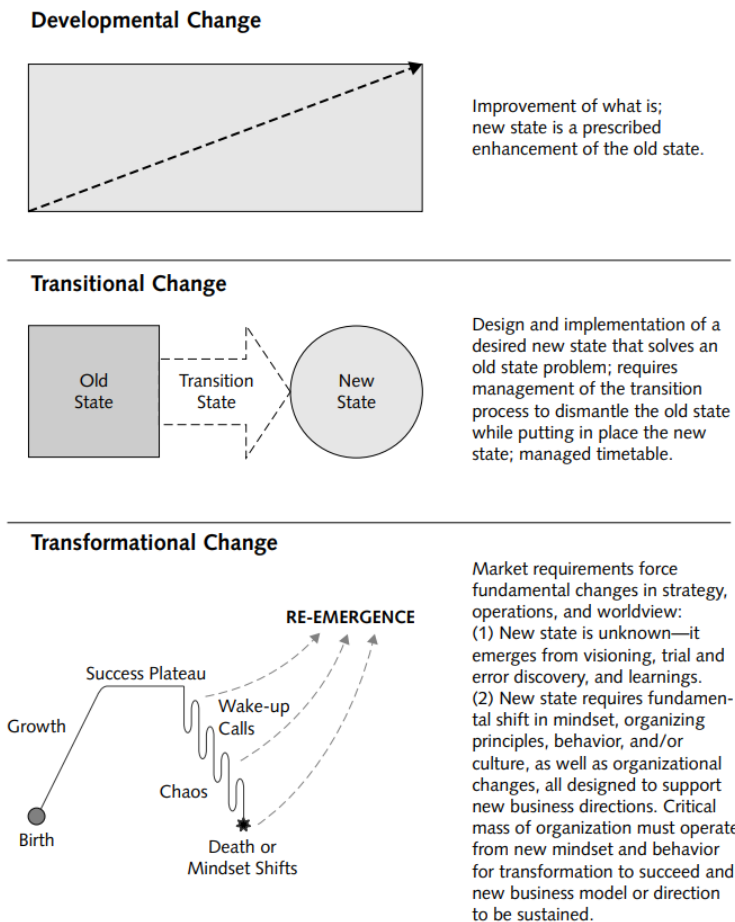 Developmental Change
Improvement of what is;
new state is a prescribed
enhancement of the old state.
Transitional Change
Old
State
Transition
State
New
State
Design and implementation of a
desired new state that solves an
old state problem; requires
management of the transition
process to dismantle the old state
while putting in place the new
state; managed timetable.
Transformational Change
RE-EMERGENCE
Success Plateau
Wake-up
Calls
Growth
Chaos
Birth
Death or
Mindset Shifts
Market requirements force
fundamental changes in strategy,
operations, and worldview:
(1) New state is unknown—it
emerges from visioning, trial and
error discovery, and learnings.
(2) New state requires fundamen-
tal shift in mindset, organizing
principles, behavior, and/or
culture, as well as organizational
changes, all designed to support
new business directions. Critical
mass of organization must operate
from new mindset and behavior
for transformation to succeed and
new business model or direction
to be sustained.